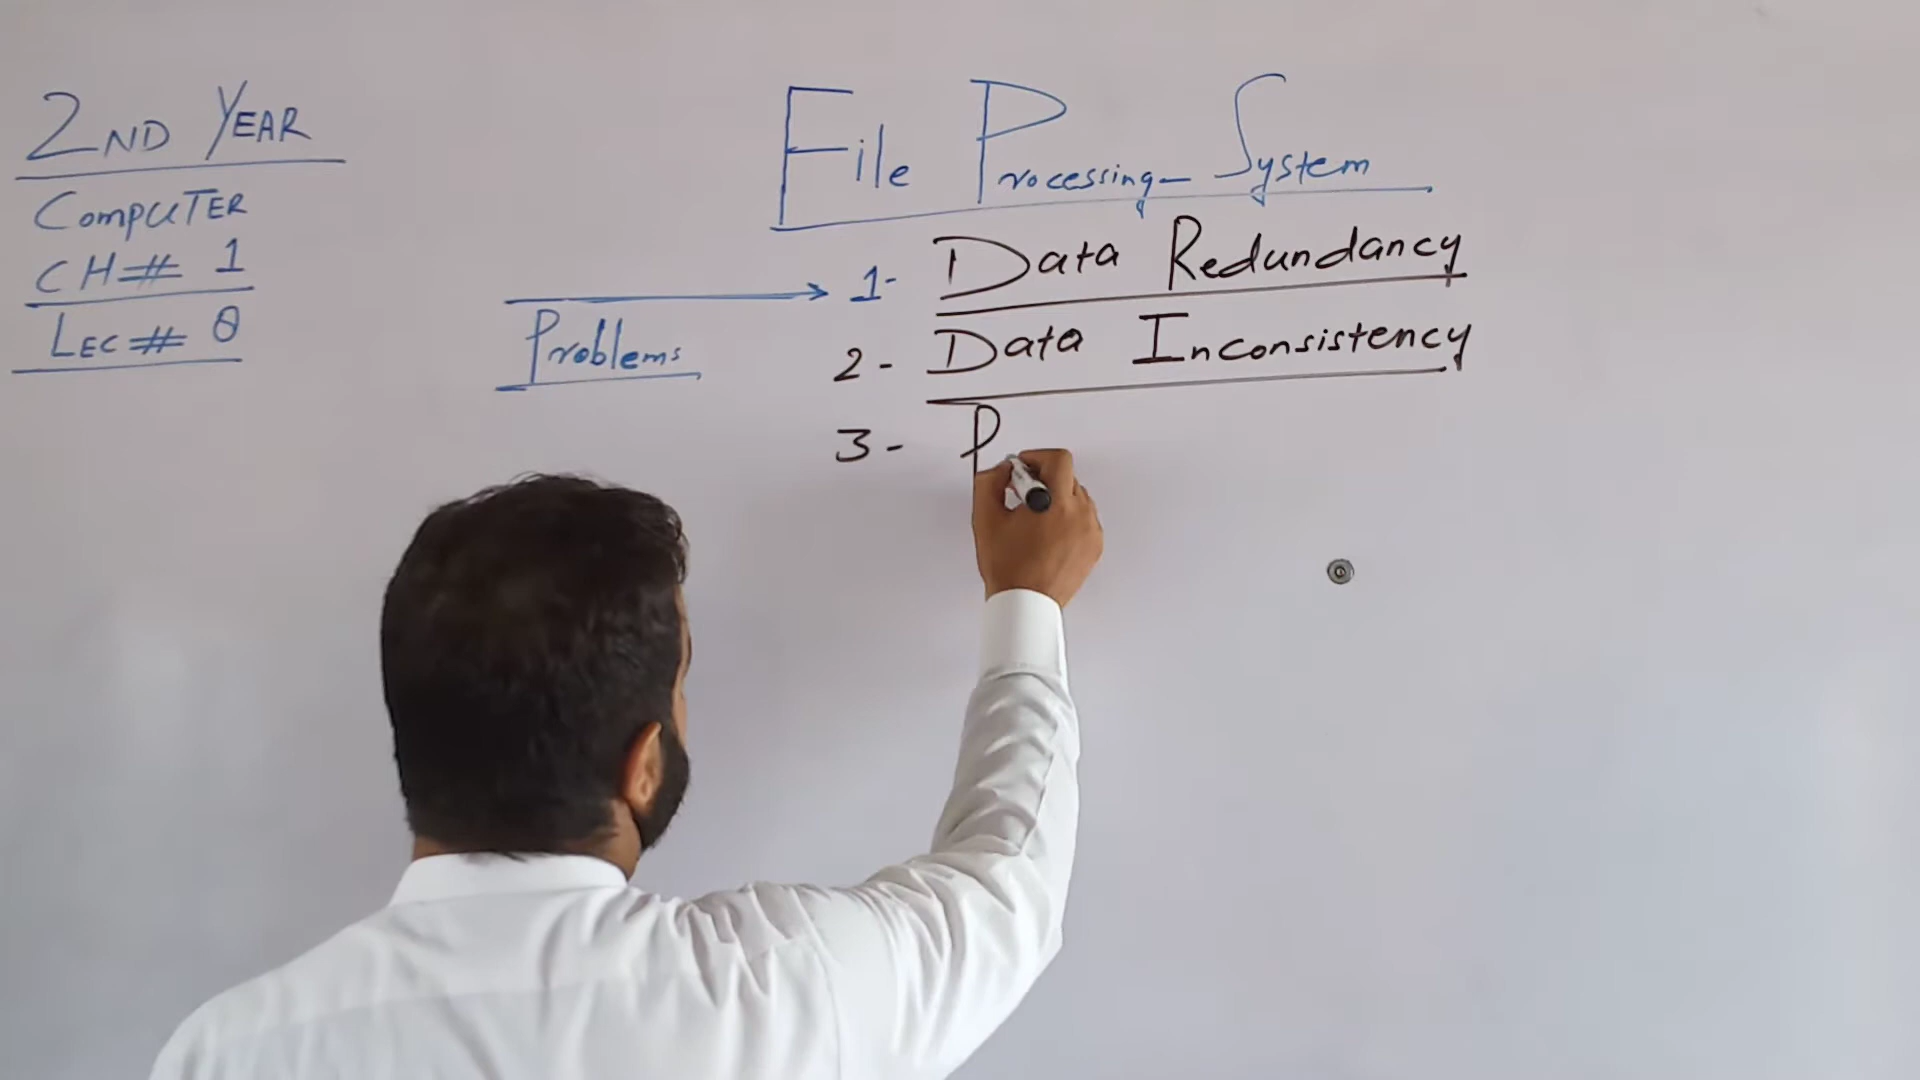 2ND YEAR
COMPUTER
CH# 1
LEC# 8
File Processing System
Problems
1- Data Redundancy
2- Data Inconsistency
3- P